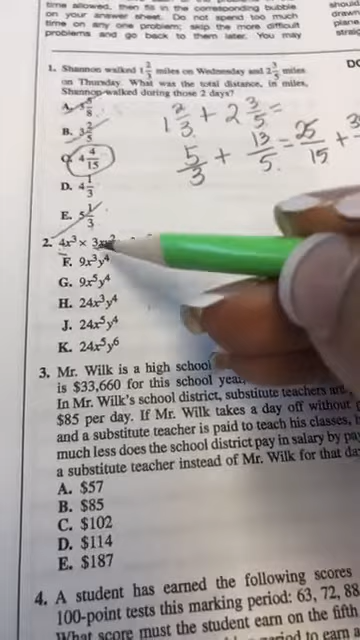 time allowed, then fill in the corresponding bubble
on your answer sheet. Do not spend too much
time on any one problem; skip the more difficult
problems and go back to them later. You may
should
drawn
plane
straig
DO
1. Shannon walked 1 2/3 miles on Wednesday and 2 3/5 miles
on Thursday. What was the total distance, in miles,
Shannon walked during those 2 days?
A. 3 5/8
B. 3 2/5
C. 4 4/15
D. 4 1/3
E. 5 1/3
1 2/3 + 2 3/5 =
5/3 + 13/5 = 25/15 + 3
2. 4x³ × 3
F. 9x³y⁴
G. 9x⁵y⁴
H. 24x³y⁴
J. 24x⁵y⁴
K. 24x⁵y⁶
3. Mr. Wilk is a high school
is $33,660 for this school year,
In Mr. Wilk's school district, substitute teachers are
$85 per day. If Mr. Wilk takes a day off without
and a substitute teacher is paid to teach his classes,
much less does the school district pay in salary by
a substitute teacher instead of Mr. Wilk for that
A. $57
B. $85
C. $102
D. $114
E. $187
4. A student has earned the following scores
100-point tests this marking period: 63, 72, 88
What score must the student earn on the fifth
period to earn a